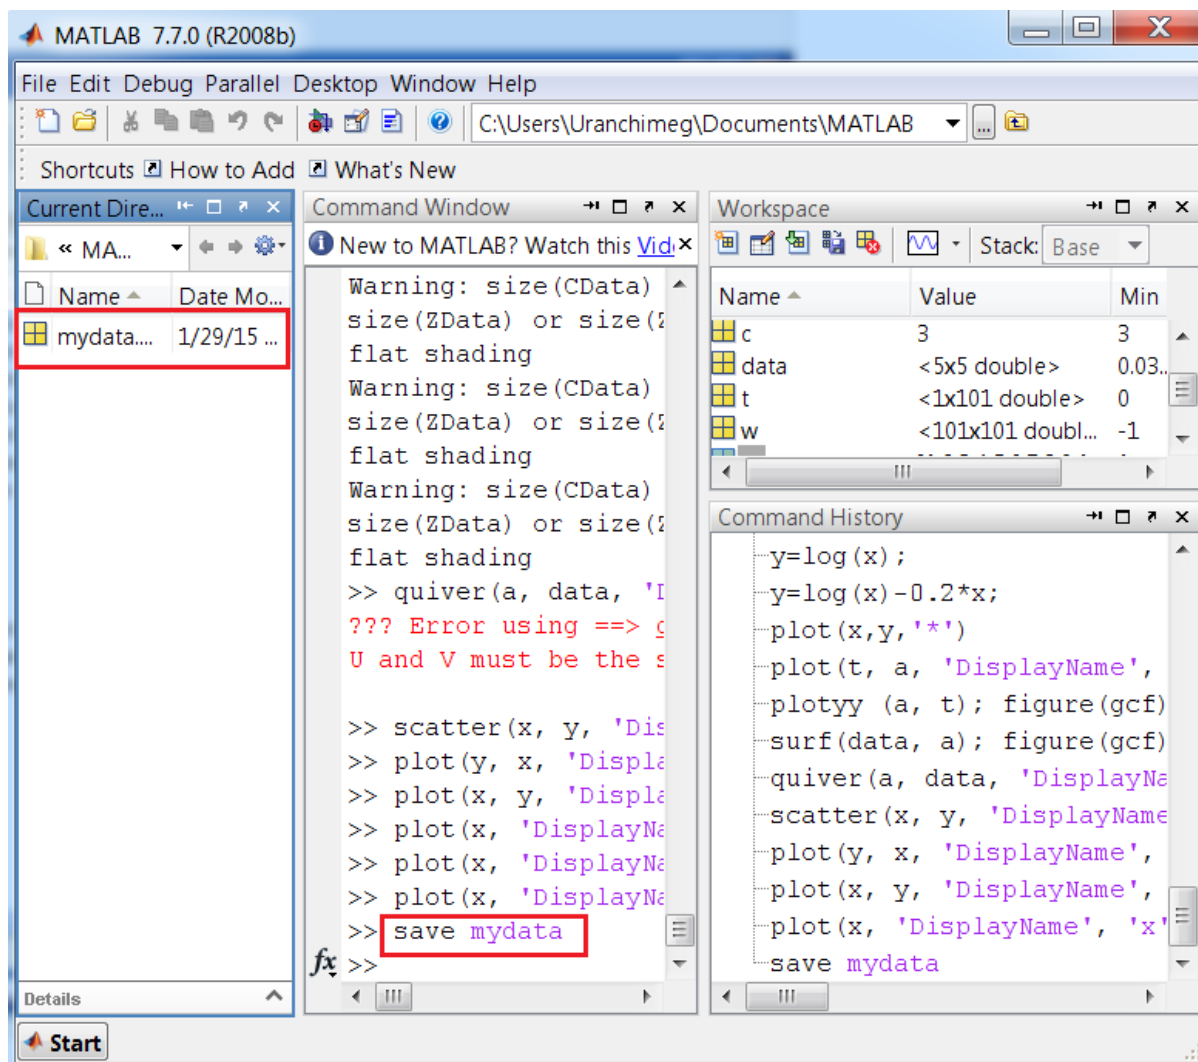 MATLAB 7.7.0 (R2008b)
File Edit Debug Parallel Desktop Window Help
C:\Users\Uranchimeg\Documents\MATLAB
Shortcuts How to Add What's New
Current Dire...
« MA...
Name Date Mo...
mydata.... 1/29/15 ...
Details
Command Window
New to MATLAB? Watch this Vid
Warning: size(CData)
size(ZData) or size(Z
flat shading
Warning: size(CData)
size(ZData) or size(Z
flat shading
Warning: size(CData)
size(ZData) or size(Z
flat shading
>> quiver(a, data, 'D
??? Error using ==> q
U and V must be the s
>> scatter(x, y, 'Dis
>> plot(y, x, 'Displa
>> plot(x, y, 'Displa
>> plot(x, 'DisplayNa
>> plot(x, 'DisplayNa
>> plot(x, 'DisplayNa
>> save mydata
fx >>
Workspace
Stack: Base
Name Value Min
c 3 3
data <5x5 double> 0.03..
t <1x101 double> 0
w <101x101 doubl... -1
Command History
y=log(x);
y=log(x)-0.2*x;
plot(x,y,'*')
plot(t, a, 'DisplayName',
plotyy (a, t); figure(gcf)
surf(data, a); figure(gcf)
quiver(a, data, 'DisplayNa
scatter(x, y, 'DisplayName
plot(y, x, 'DisplayName',
plot(x, y, 'DisplayName',
plot(x, 'DisplayName', 'x'
save mydata
Start